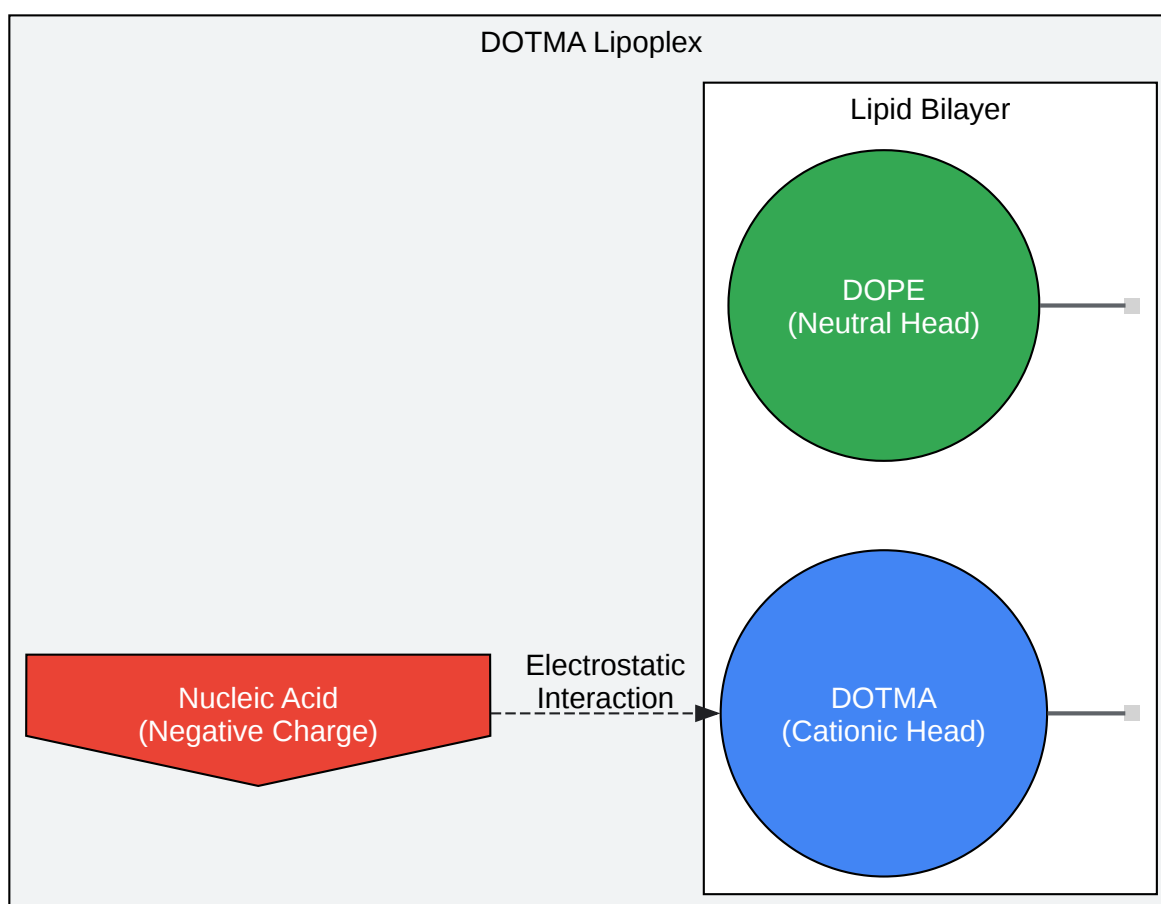 DOTMA Lipoplex
Lipid Bilayer
DOPE
(Neutral Head)
Electrostatic
Interaction
Nucleic Acid
(Negative Charge)
DOTMA
(Cationic Head)